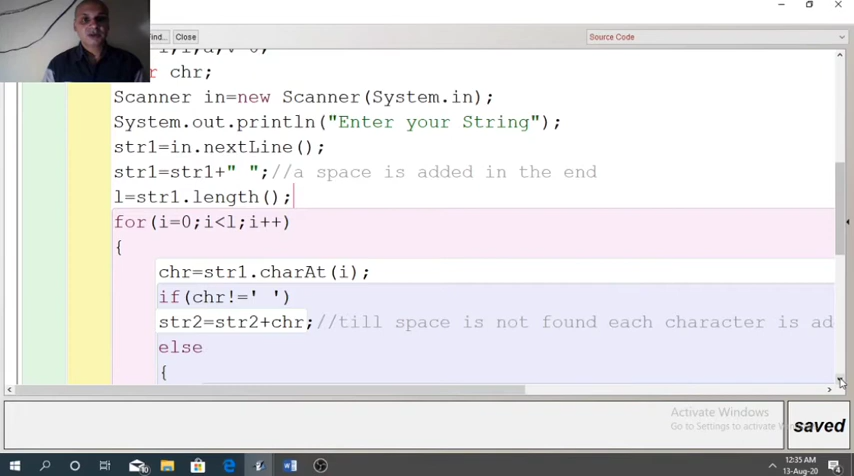 Find... Close
Source Code
chr;
Scanner in=new Scanner(System.in);
System.out.println("Enter your String");
str1=in.nextLine();
str1=str1+" ";//a space is added in the end
l=str1.length();
for(i=0;i<l;i++)
{
chr=str1.charAt(i);
if(chr!=' ')
str2=str2+chr;//till space is not found each character is ad
else
{
Activate Windows
Go to Settings to activate
saved
12:35 AM
13-Aug-20